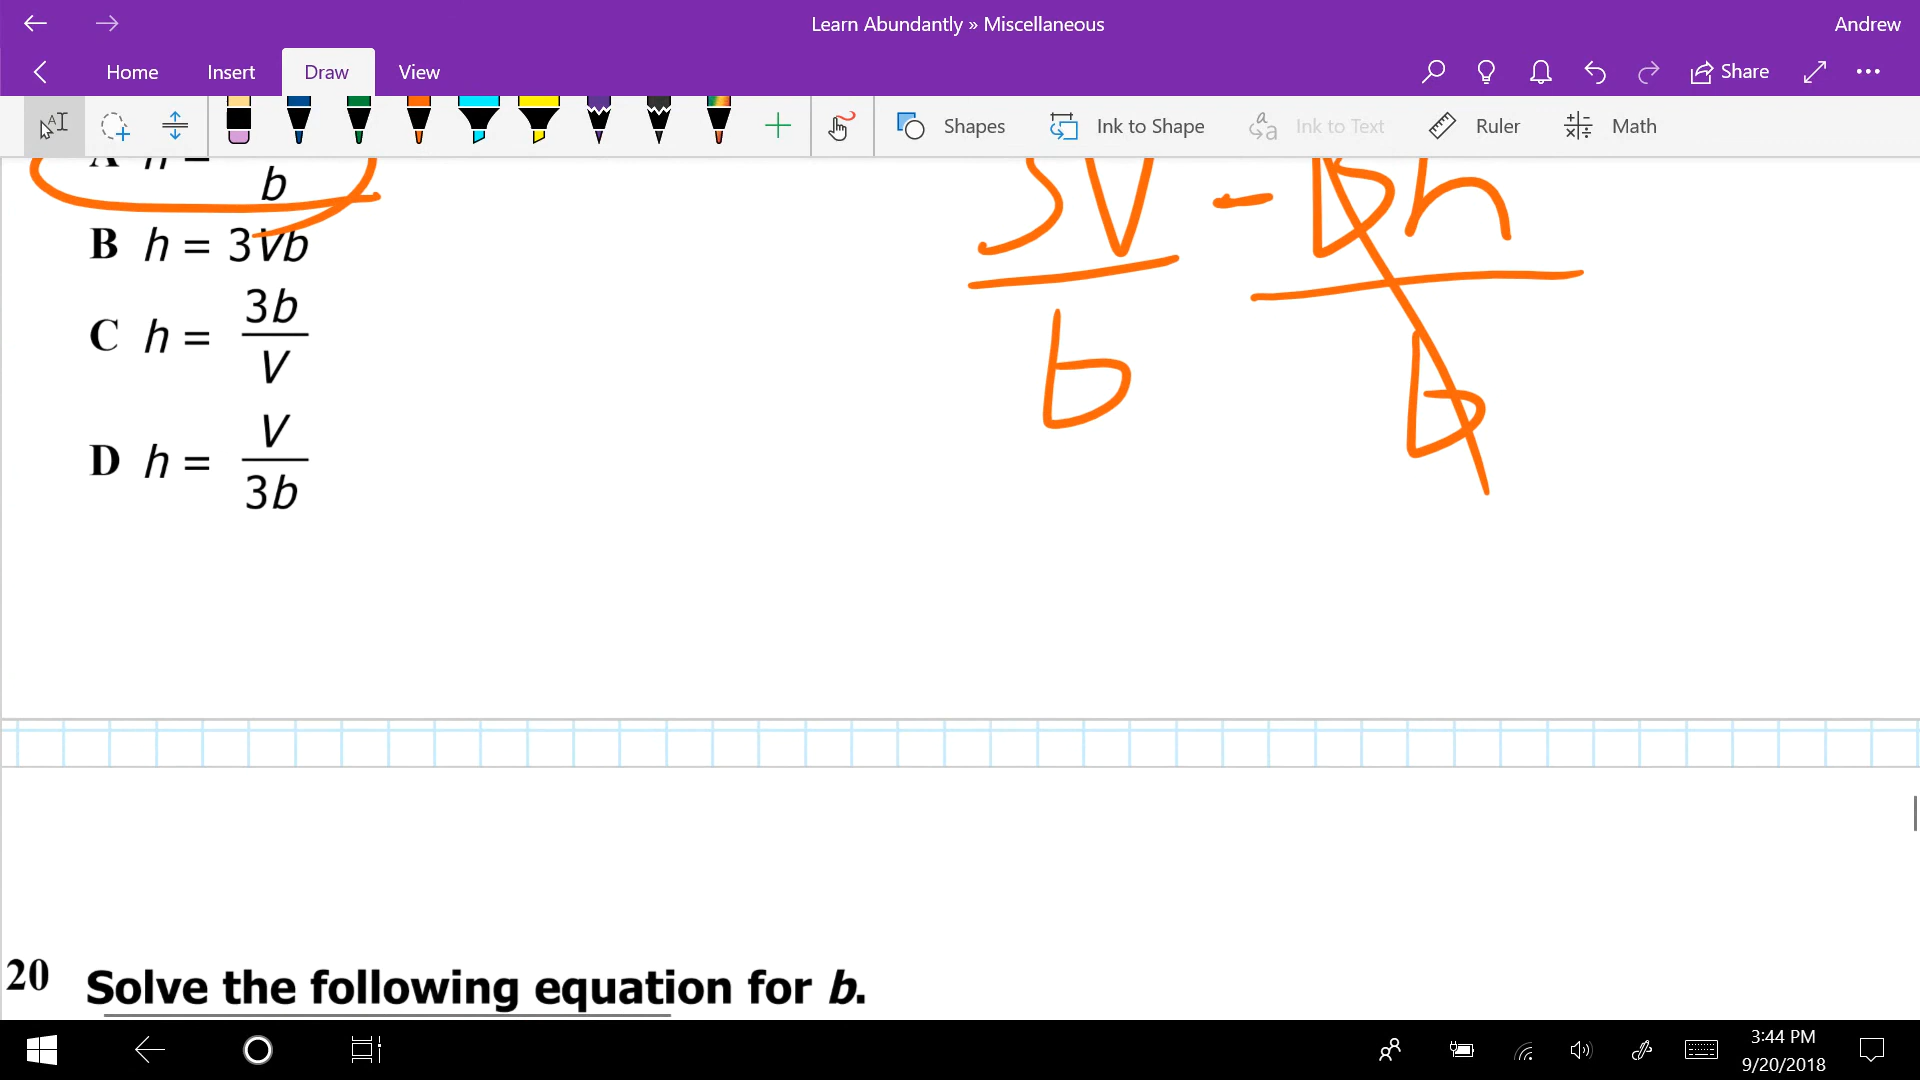 Learn Abundantly » Miscellaneous
Andrew
Home Insert Draw View
Share
Shapes Ink to Shape Ink to Text Ruler Math
A h =
b
B h = 3Vb
C h = 3b
V
D h = V
3b
3V - bh
b b
20 Solve the following equation for b.
3:44 PM
9/20/2018